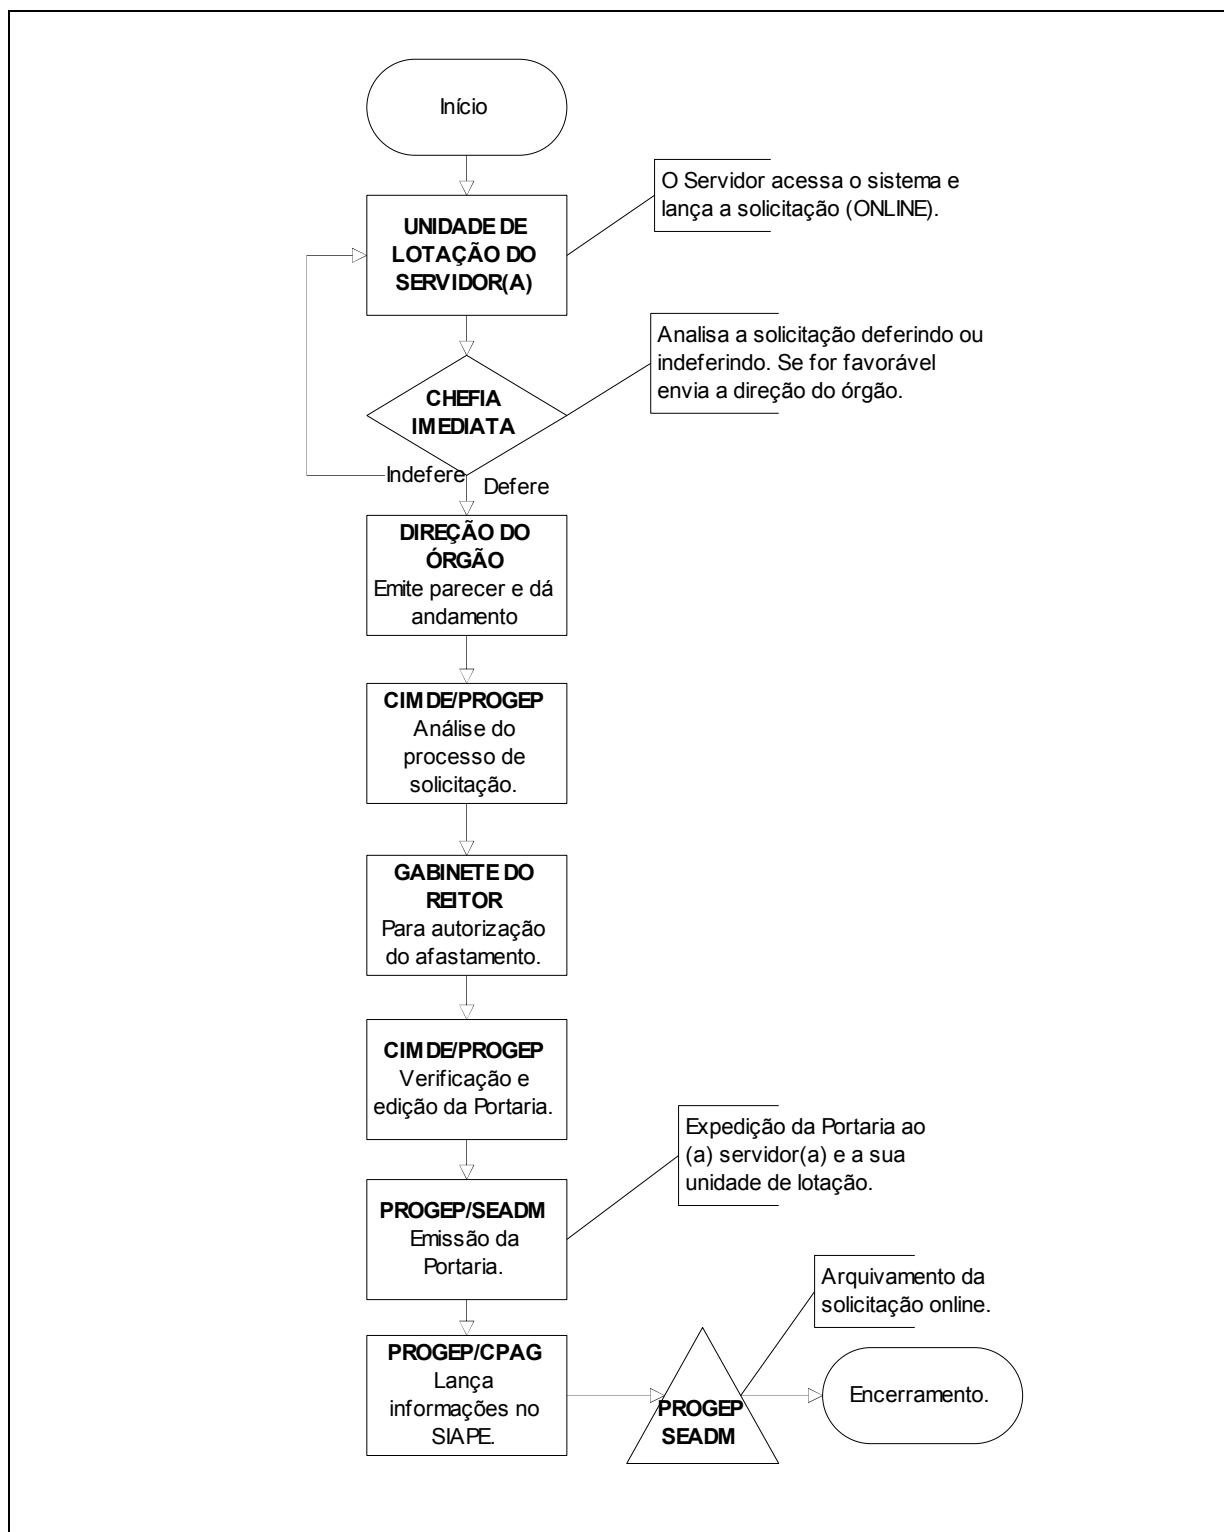 Início
O Servidor acessa o sistema e
lança a solicitação (ONLINE).
UNIDADE DE
LOTAÇÃO DO
SERVIDOR(A)
Analisa a solicitação deferindo ou
indeferindo. Se for favorável
envia a direção do órgão.
CHEFIA
IMEDIATA
Indefere
Defere
DIREÇÃO DO
ÓRGÃO
Emite parecer e dá
andamento
CIMDE/PROGEP
Análise do
processo de
solicitação.
GABINETE DO
REITOR
Para autorização
do afastamento.
CIMDE/PROGEP
Verificação e
edição da Portaria.
Expedição da Portaria ao
(a) servidor(a) e a sua
unidade de lotação.
PROGEP/SEADM
Emissão da
Portaria.
Arquivamento da
solicitação online.
PROGEP/CPAG
Lança
informações no
SIAPE.
PROGEP
SEADM
Encerramento.